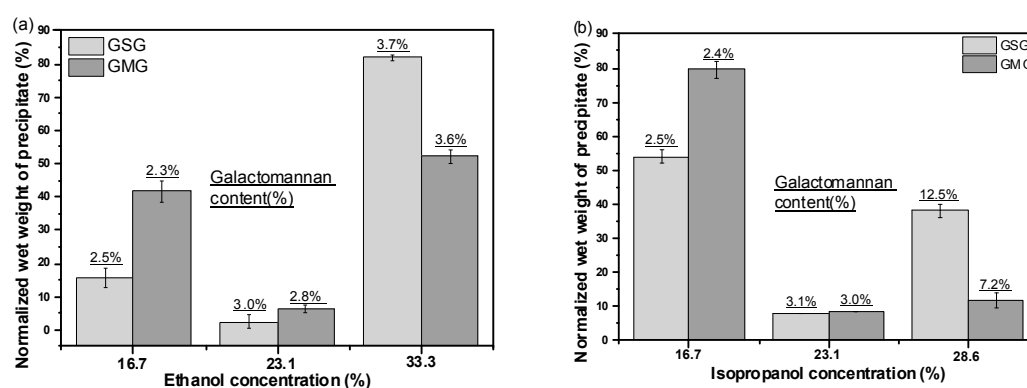 (a)
GSG
GMG
Normalized wet weight of precipitate (%)
90
80
70
60
50
40
30
20
10
0
2.5%
2.3%
3.0%
2.8%
3.7%
3.6%
Galactomannan
content(%)
16.7
23.1
33.3
Ethanol concentration (%)
(b)
GSG
GMG
Normalized wet weight of precipitate (%)
90
80
70
60
50
40
30
20
10
0
2.5%
2.4%
3.1%
3.0%
12.5%
7.2%
Galactomannan
content(%)
16.7
23.1
28.6
Isopropanol concentration (%)